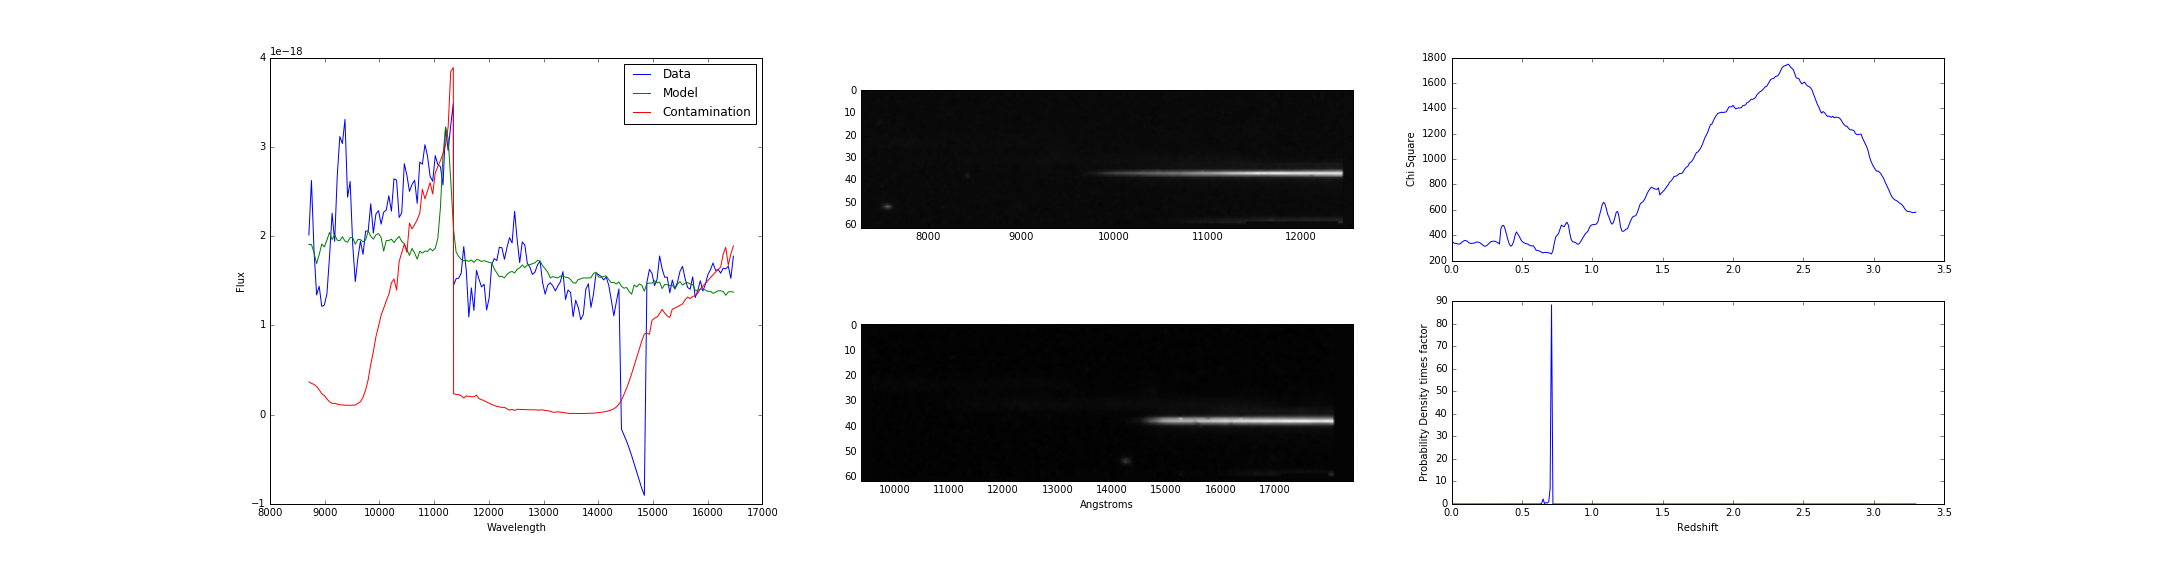 1e−18
4
3
2
1
0
−1
Flux
8000 9000 10000 11000 12000 13000 14000 15000 16000 17000
Wavelength
Data
Model
Contamination
0
10
20
30
40
50
60
8000 9000 10000 11000 12000
0
10
20
30
40
50
60
10000 11000 12000 13000 14000 15000 16000 17000
Angstroms
1800
1600
1400
1200
1000
800
600
400
200
Chi Square
0.0 0.5 1.0 1.5 2.0 2.5 3.0 3.5
90
80
70
60
50
40
30
20
10
0
Probability Density times factor
0.0 0.5 1.0 1.5 2.0 2.5 3.0 3.5
Redshift